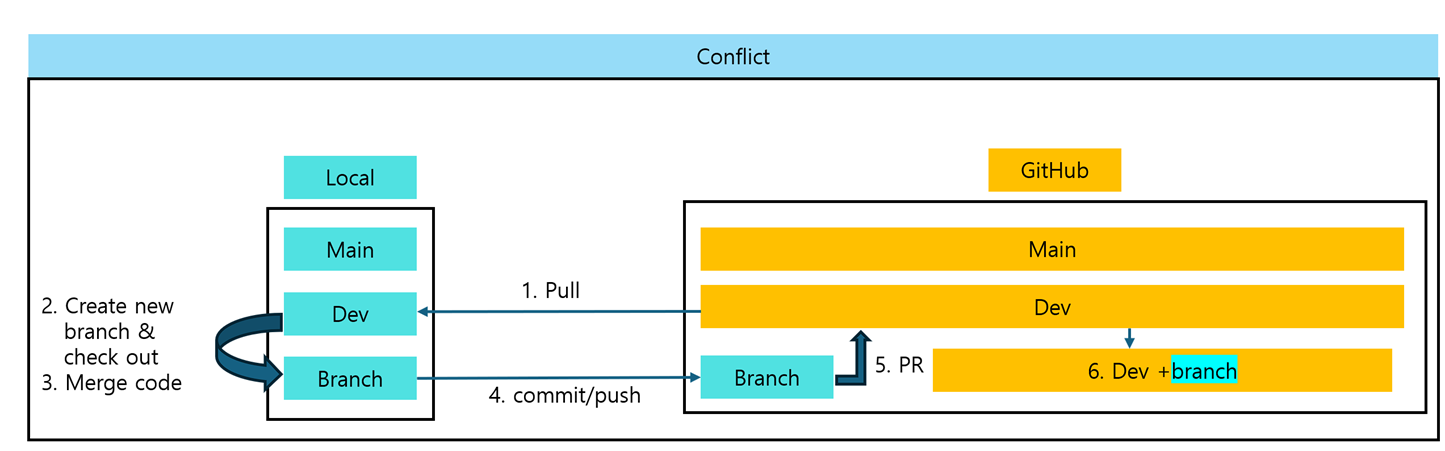 Conflict
Local
GitHub
Main
Main
1. Pull
Dev
Dev
2. Create new
branch &
check out
3. Merge code
Branch
4. commit/push
Branch
5. PR
6. Dev +branch